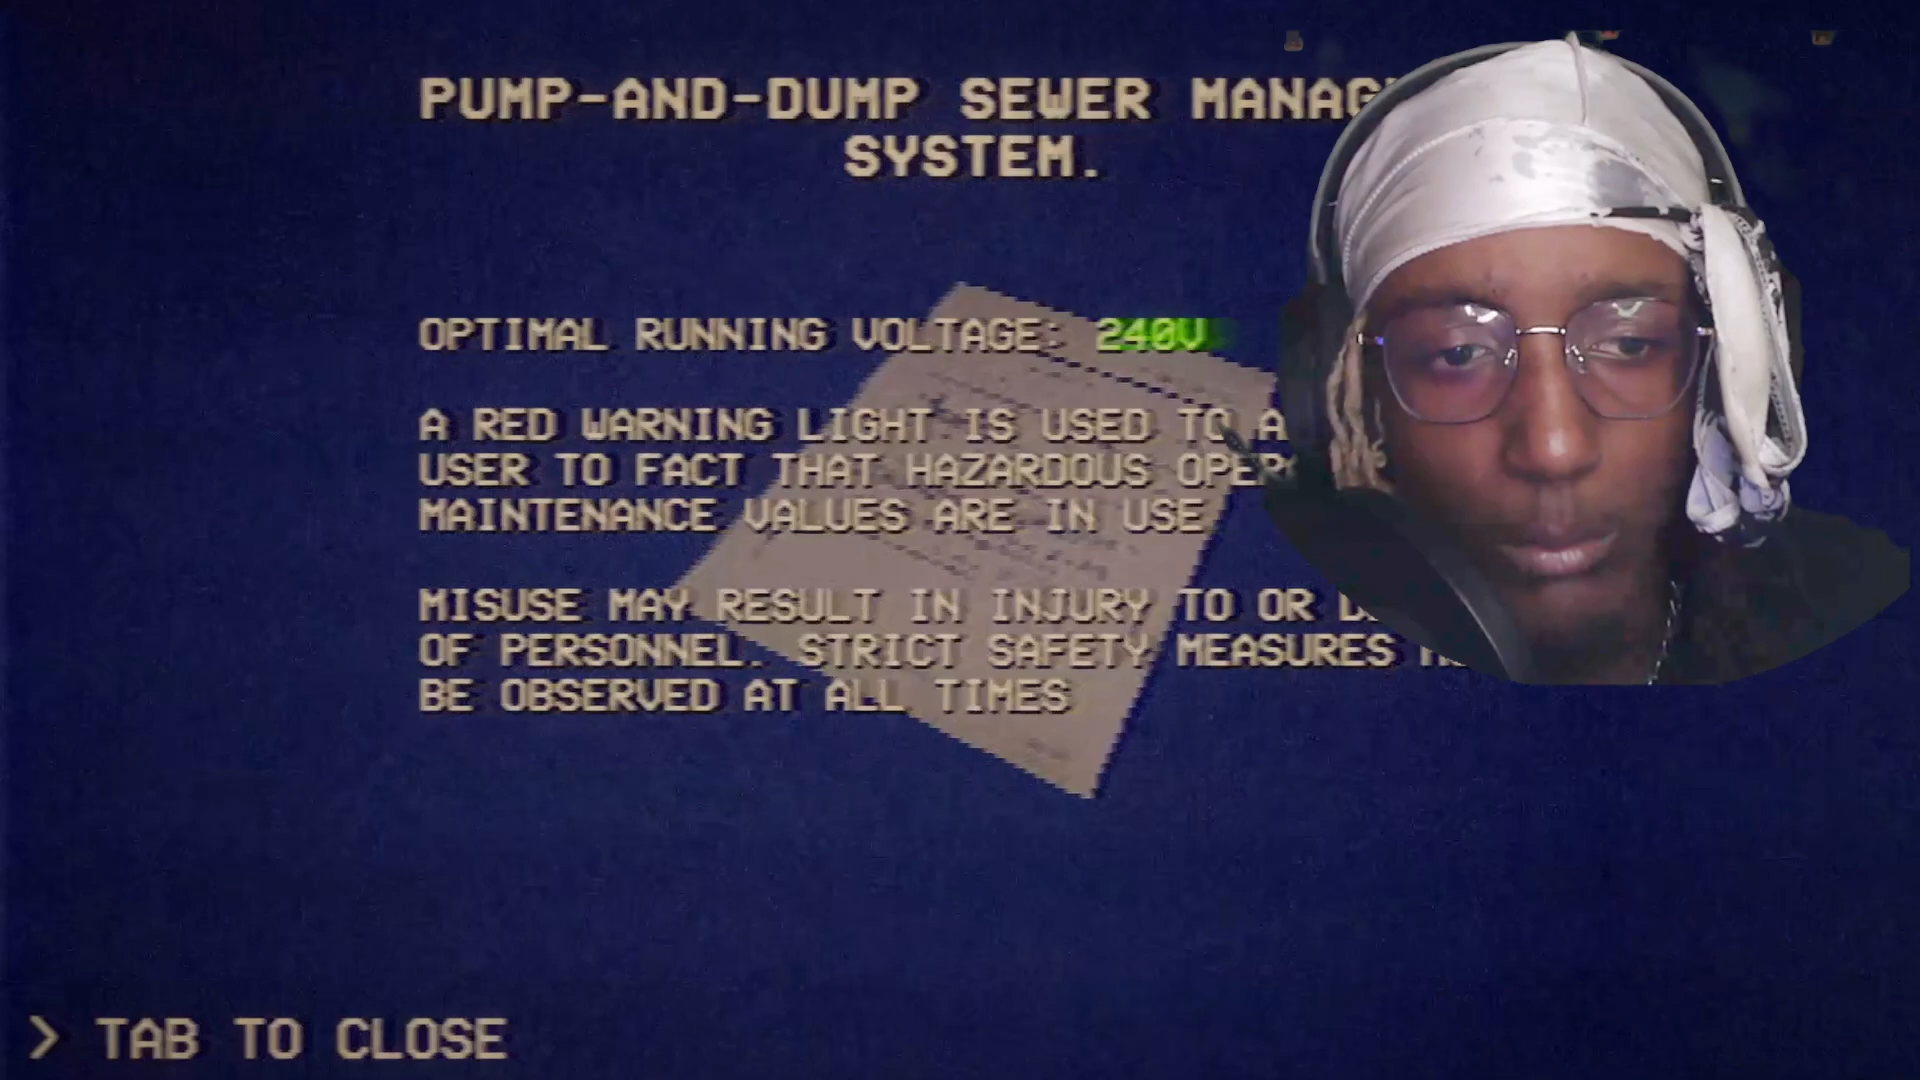 PUMP-AND-DUMP SEWER
SYSTEM.
OPTIMAL RUNNING VOLTAGE: 240V
A RED WARNING LIGHT IS USED TO
USER TO FACT THAT HAZARDOUS
MAINTENANCE VALUES ARE IN USE
MISUSE MAY RESULT IN INJURY TO OR
OF PERSONNEL. STRICT SAFETY MEASURES
BE OBSERVED AT ALL TIMES
> TAB TO CLOSE